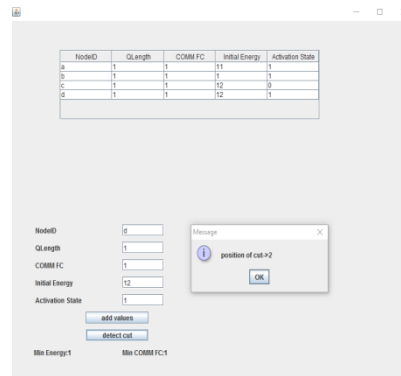 NodeID QLength COMM FC Initial Energy Activation State
a 1 1 11 1
b 1 1 1 1
c 1 1 12 0
d 1 1 12 1
NodeID d
QLength 1
COMM FC 1
Initial Energy 12
Activation State 1
add values
detect cut
Min Energy:1 Min COMM FC:1
Message
position of cut->2
OK